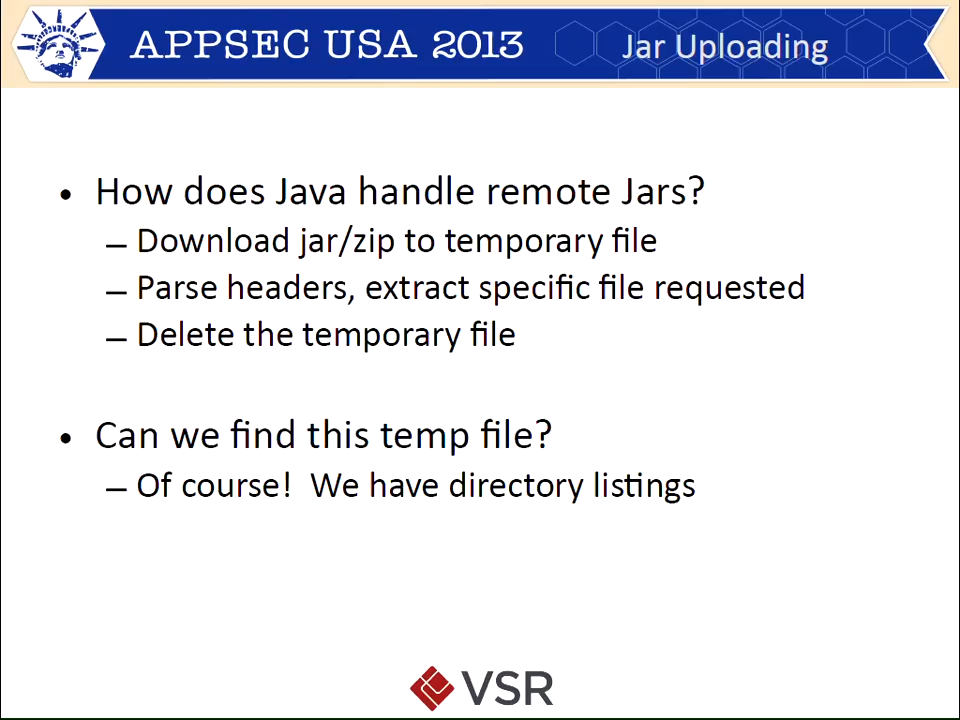 APPSEC USA 2013
Jar Uploading
• How does Java handle remote Jars?
– Download jar/zip to temporary file
– Parse headers, extract specific file requested
– Delete the temporary file
• Can we find this temp file?
– Of course! We have directory listings
VSR